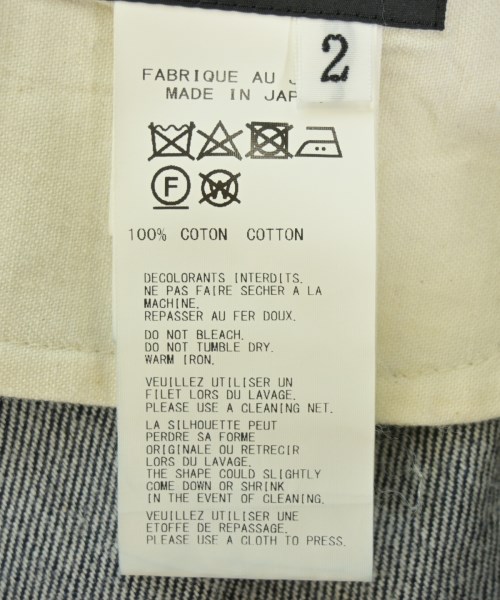 2
FABRIQUE AU
MADE IN
F W
100% COTON COTTON
DECOLORANTS INTERDITS.
NE PAS FAIRE SECHER A LA
MACHINE.
REPASSER AU FER DOUX.
DO NOT BLEACH.
DO NOT TUMBLE DRY.
WARM IRON.
VEUILLEZ UTILISER UN
FILET LORS DU LAVAGE.
PLEASE USE A CLEANING NET.
LA SILHOUETTE PEUT
PERDRE SA FORME
ORIGINALE OU RETRECIR
LORS DU LAVAGE.
THE SHAPE COULD SLIGHTLY
COME DOWN OR SHRINK
IN THE EVENT OF CLEANING.
VEUILLEZ UTILISER UNE
ETOFFE DE REPASSAGE.
PLEASE USE A CLOTH TO PRESS.